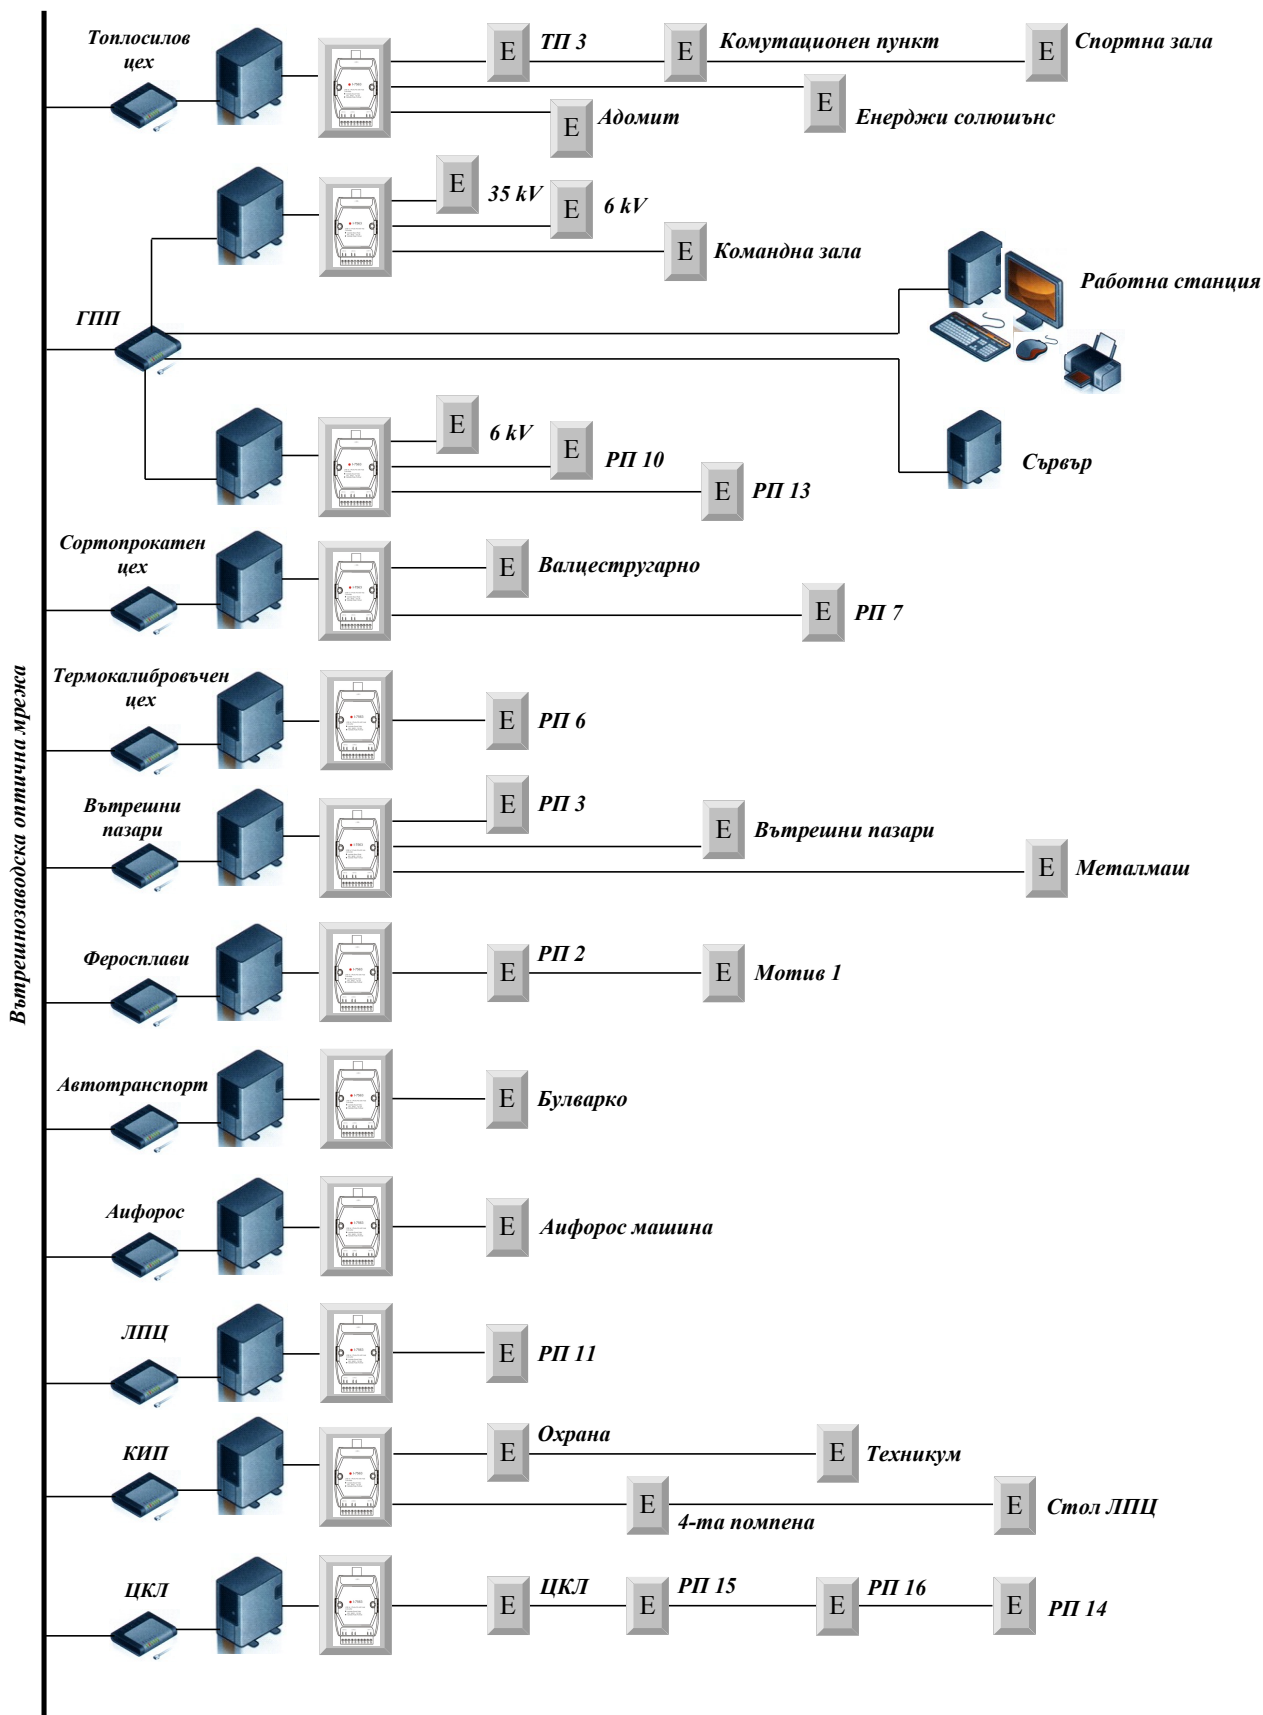 Вътрешнозаводска оптична мрежа
Топлосилов
цех
E
ТП 3
E
Комутационен пункт
E
Спортна зала
E
Енерджи солюшънс
E
Адомит
E
35 kV
E
6 kV
E
Командна зала
ГПП
Работна станция
Сървър
E
6 kV
E
РП 10
E
РП 13
Сортопрокатен
цех
E
Валцестругарно
E
РП 7
Термокалибровъчен
цех
E
РП 6
Вътрешни
пазари
E
РП 3
E
Вътрешни пазари
E
Металмаш
Феросплави
E
РП 2
E
Мотив 1
Автотранспорт
E
Булварко
Аифорос
E
Аифорос машина
ЛПЦ
E
РП 11
КИП
E
Охрана
E
Техникум
E
4-та помпена
E
Стол ЛПЦ
ЦКЛ
E
ЦКЛ
E
РП 15
E
РП 16
E
РП 14